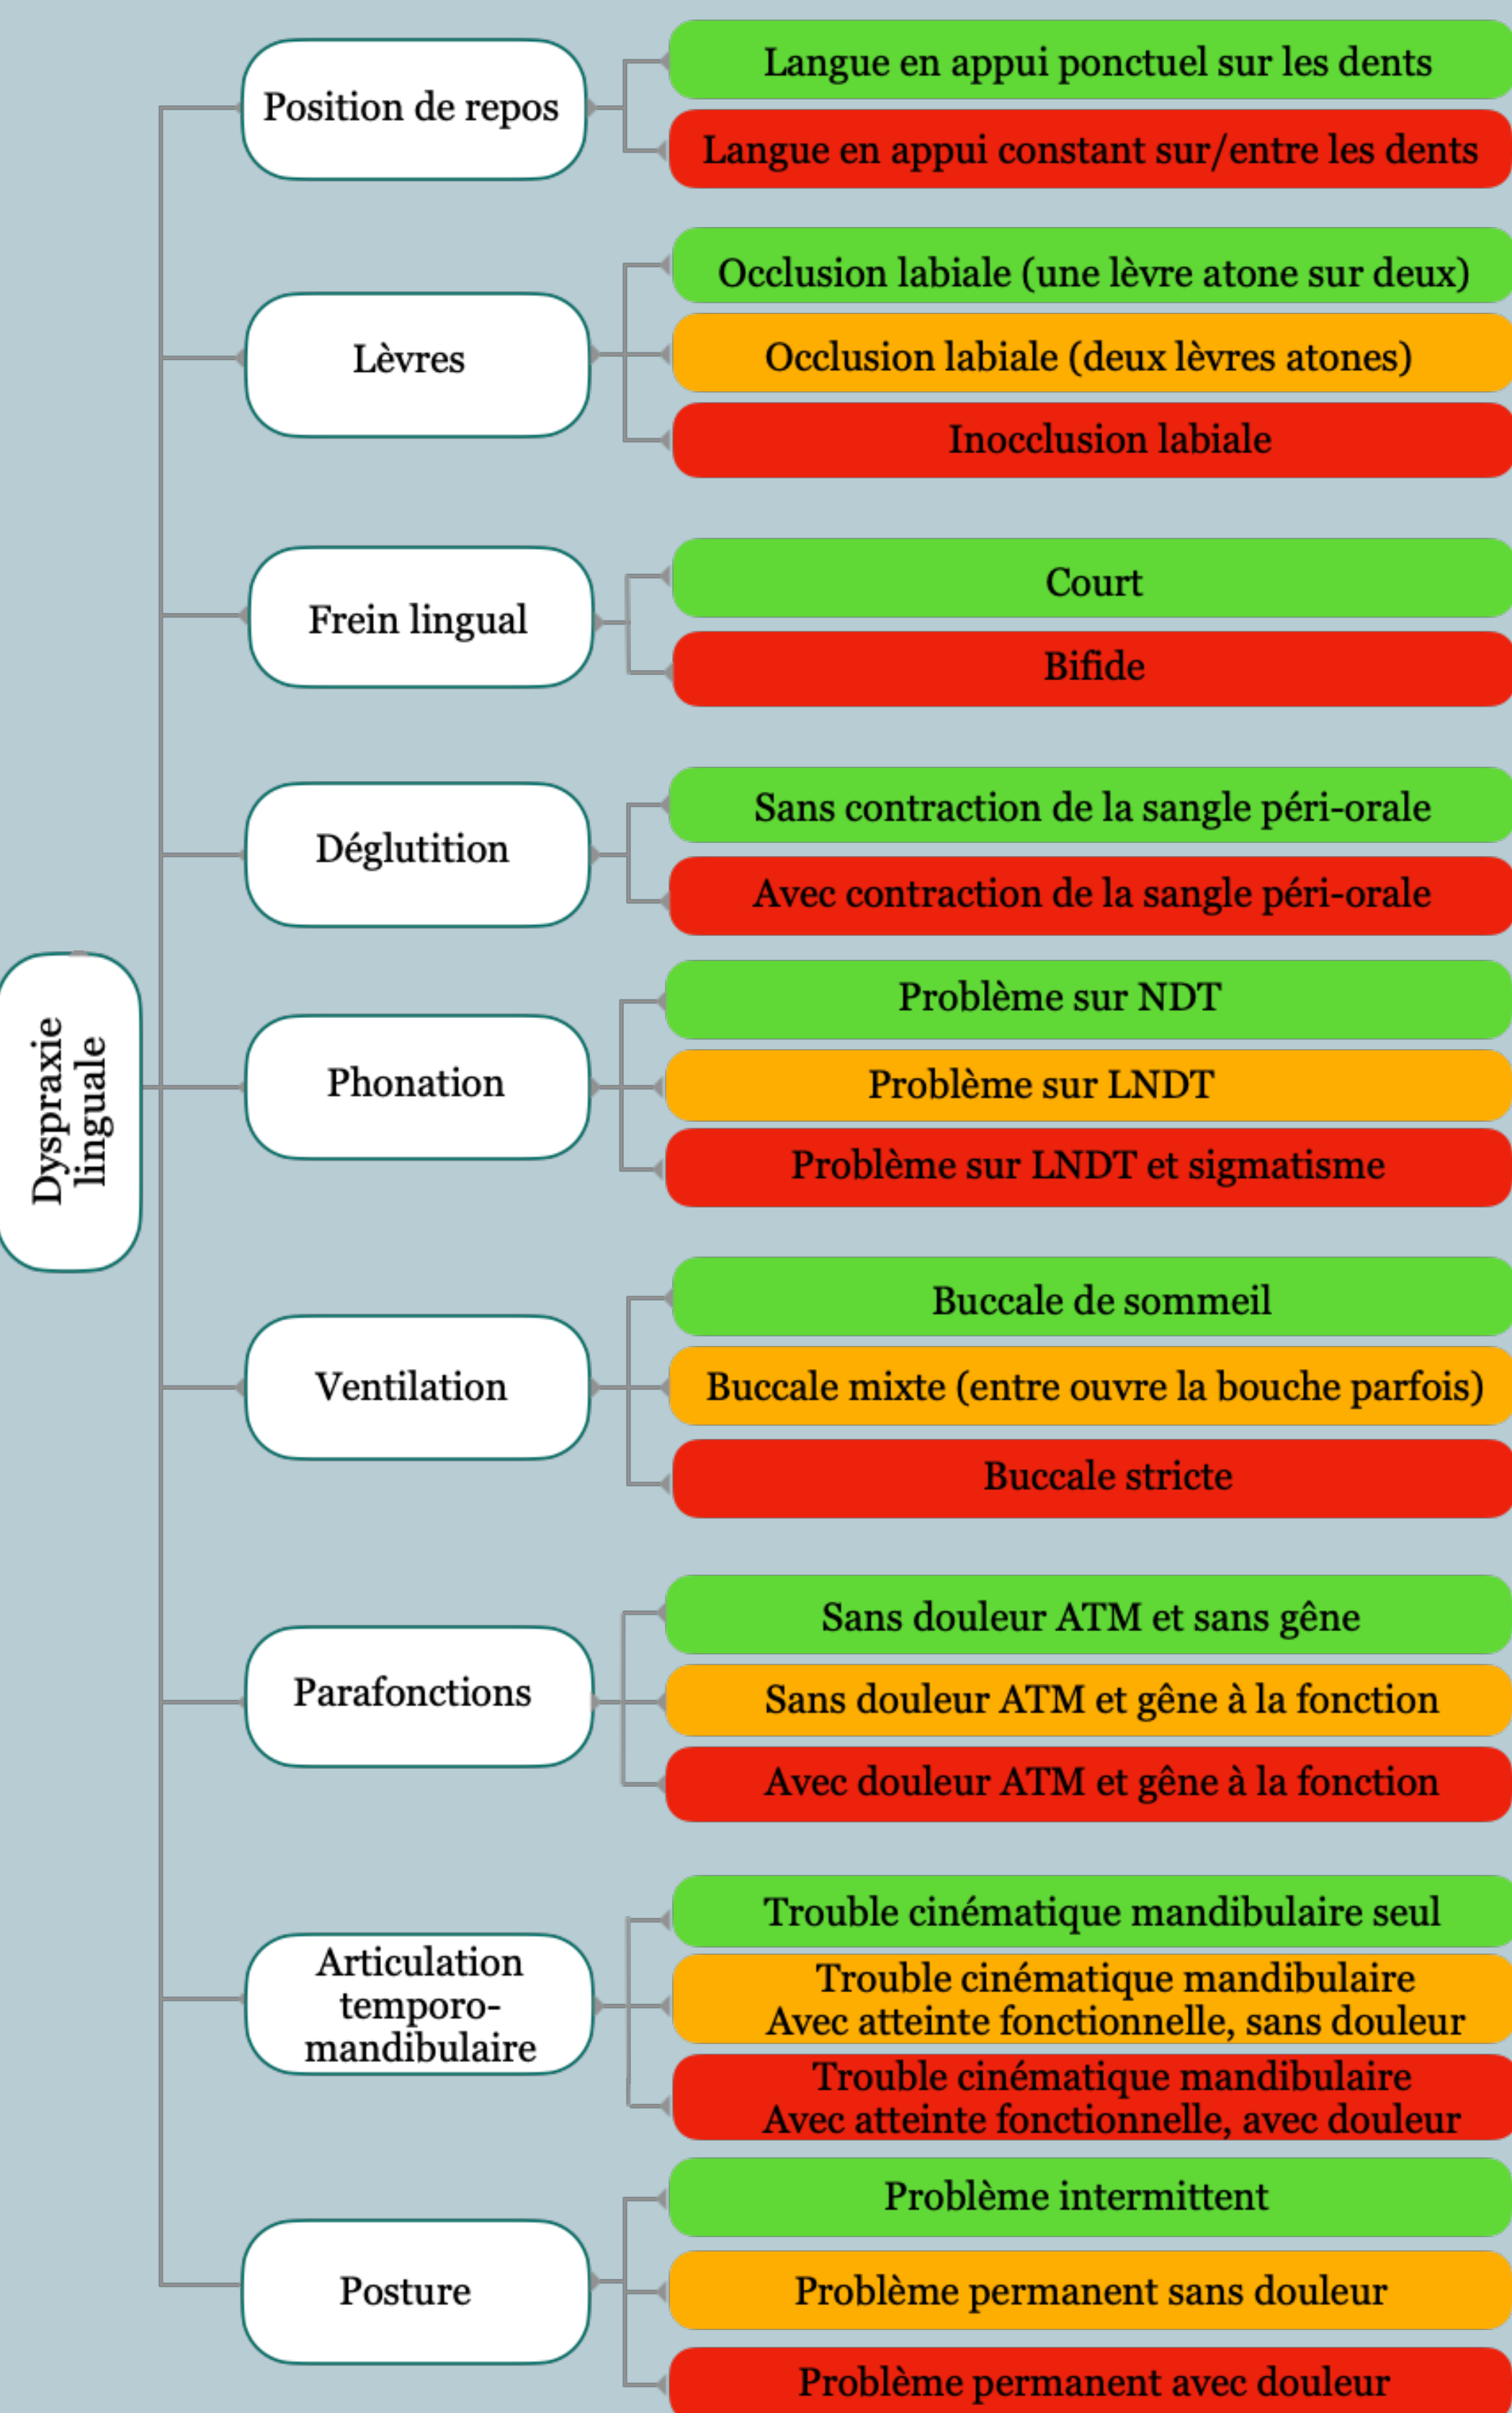 Dyspraxie
linguale
Position de repos
Langue en appui ponctuel sur les dents
Langue en appui constant sur/entre les dents
Lèvres
Occlusion labiale (une lèvre atone sur deux)
Occlusion labiale (deux lèvres atones)
Inocclusion labiale
Frein lingual
Court
Bifide
Déglutition
Sans contraction de la sangle péri-orale
Avec contraction de la sangle péri-orale
Phonation
Problème sur NDT
Problème sur LNDT
Problème sur LNDT et sigmatisme
Ventilation
Buccale de sommeil
Buccale mixte (entre ouvre la bouche parfois)
Buccale stricte
Parafonctions
Sans douleur ATM et sans gêne
Sans douleur ATM et gêne à la fonction
Avec douleur ATM et gêne à la fonction
Articulation
temporo-
mandibulaire
Trouble cinématique mandibulaire seul
Trouble cinématique mandibulaire
Avec atteinte fonctionnelle, sans douleur
Trouble cinématique mandibulaire
Avec atteinte fonctionnelle, avec douleur
Posture
Problème intermittent
Problème permanent sans douleur
Problème permanent avec douleur